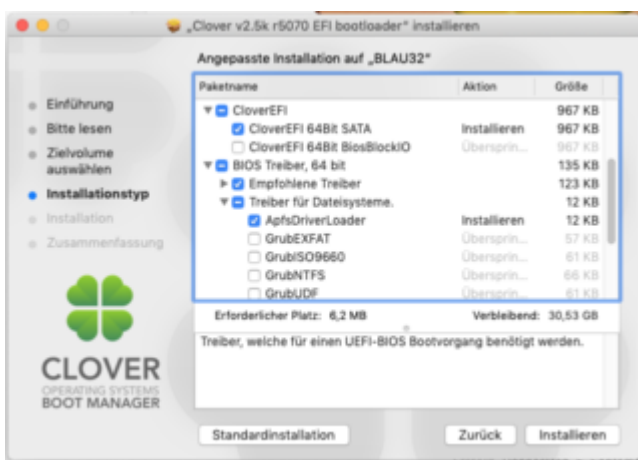 „Clover v2.5k r5070 EFI bootloader“ installieren
Angepasste Installation auf „BLAU32“
Paketname Aktion Größe
CloverEFI 967 KB
CloverEFI 64Bit SATA Installieren 967 KB
CloverEFI 64Bit BiosBlockIO Übersprin... 967 KB
BIOS Treiber, 64 bit 135 KB
Empfohlene Treiber 123 KB
Treiber für Dateisysteme. 12 KB
ApfsDriverLoader Installieren 12 KB
GrubEXFAT Übersprin... 57 KB
GrubISO9660 Übersprin... 61 KB
GrubNTFS Übersprin... 66 KB
GrubUDF Übersprin... 61 KB
Erforderlicher Platz: 6,2 MB Verbleibend: 30,53 GB
Treiber, welche für einen UEFI-BIOS Bootvorgang benötigt werden.
Einführung
Bitte lesen
Zielvolume
auswählen
Installationstyp
Installation
Zusammenfassung
CLOVER
OPERATING SYSTEMS
BOOT MANAGER
Standardinstallation Zurück Installieren